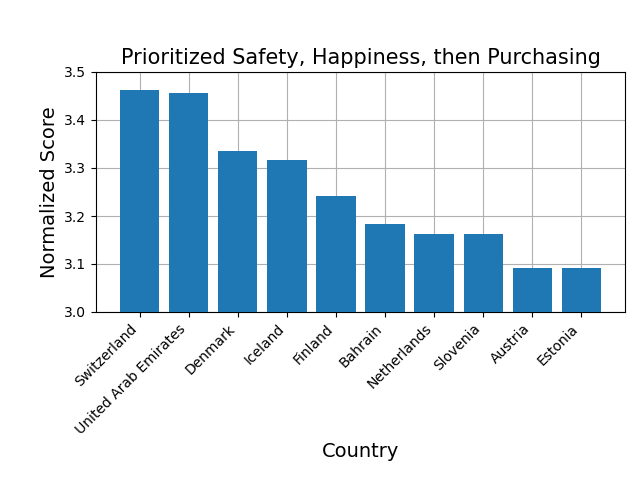 Prioritized Safety, Happiness, then Purchasing
Normalized Score
3.5
3.4
3.3
3.2
3.1
3.0
Switzerland
United Arab Emirates
Denmark
Iceland
Finland
Bahrain
Netherlands
Slovenia
Austria
Estonia
Country